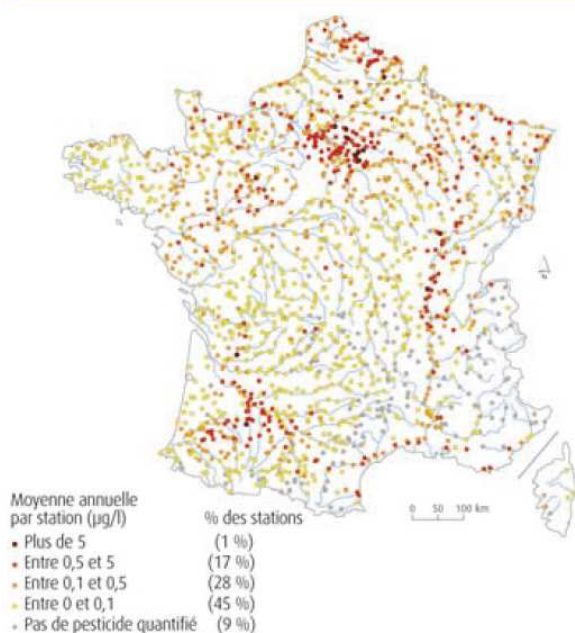 0 50 100 km
Moyenne annuelle
par station (µg/l) % des stations
Plus de 5 (1 %)
Entre 0,5 et 5 (17 %)
Entre 0,1 et 0,5 (28 %)
Entre 0 et 0,1 (45 %)
Pas de pesticide quantifié (9 %)